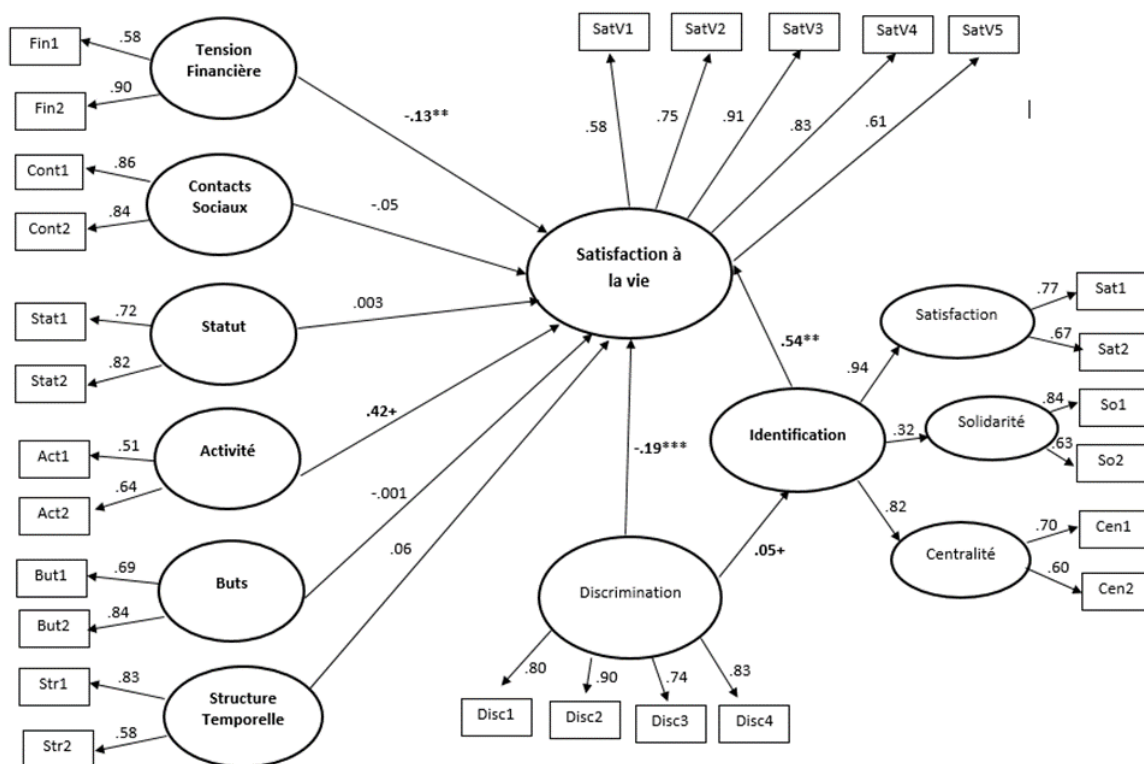 SatV1
SatV2
SatV3
SatV4
SatV5
Fin1
.58
Tension
Financière
Fin2
.90
-.13**
.58
.75
.91
.83
.61
Cont1
.86
Contacts
Sociaux
Cont2
.84
-.05
Satisfaction à
la vie
Stat1
.72
Statut
Stat2
.82
.003
Satisfaction
.77
Sat1
.67
Sat2
.54**
.94
Act1
.51
Activité
Act2
.64
.42+
Identification
.32
Solidarité
.84
So1
.63
So2
-.19***
-.001
.82
But1
.69
Buts
But2
.84
.06
Discrimination
.05+
Centralité
.70
Cen1
.60
Cen2
Str1
.83
Structure
Temporelle
Str2
.58
.80
.90
.74
.83
Disc1
Disc2
Disc3
Disc4